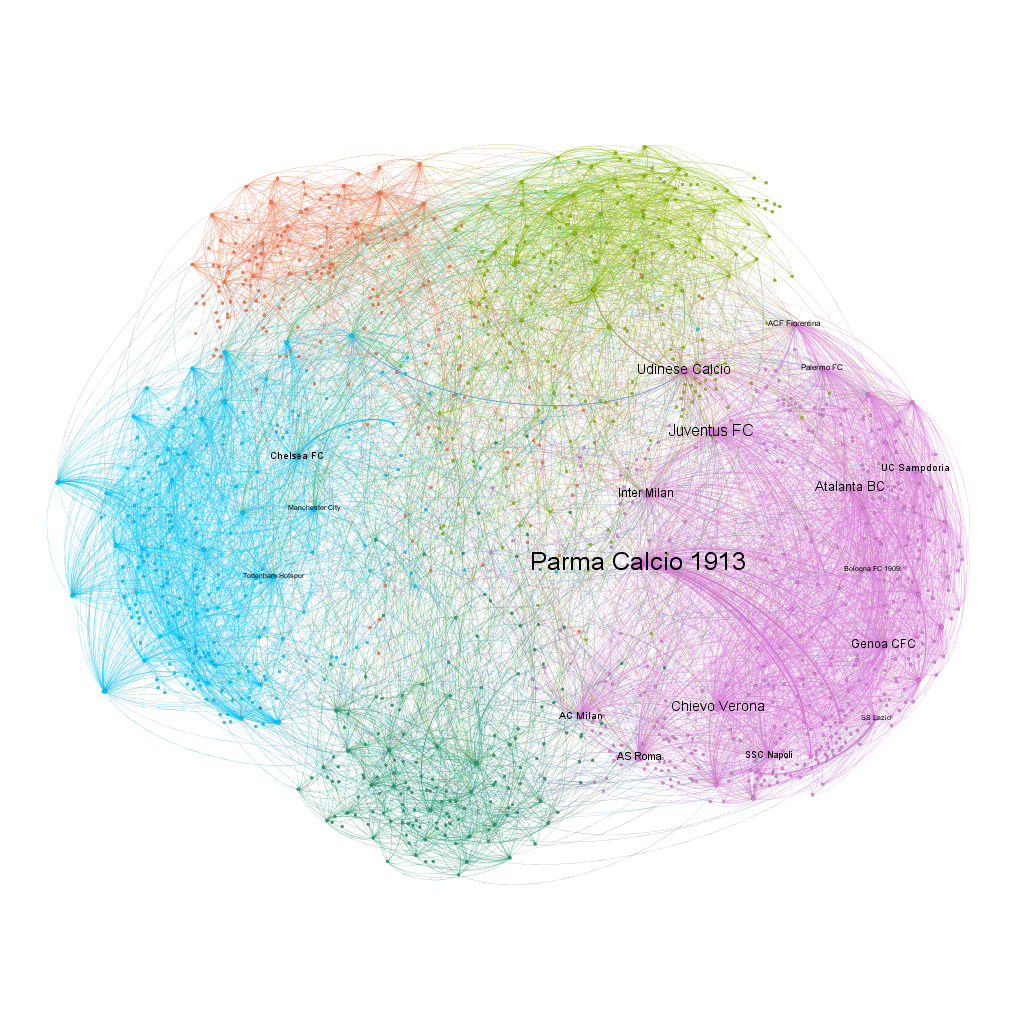 ACF Fiorentina
Udinese Calcio
Palermo FC
Juventus FC
Chelsea FC
UC Sampdoria
Atalanta BC
Inter Milan
Manchester City
Parma Calcio 1913
Bologna FC 1909
Tottenham Hotspur
Genoa CFC
Chievo Verona
AC Milan
SS Lazio
AS Roma
SSC Napoli